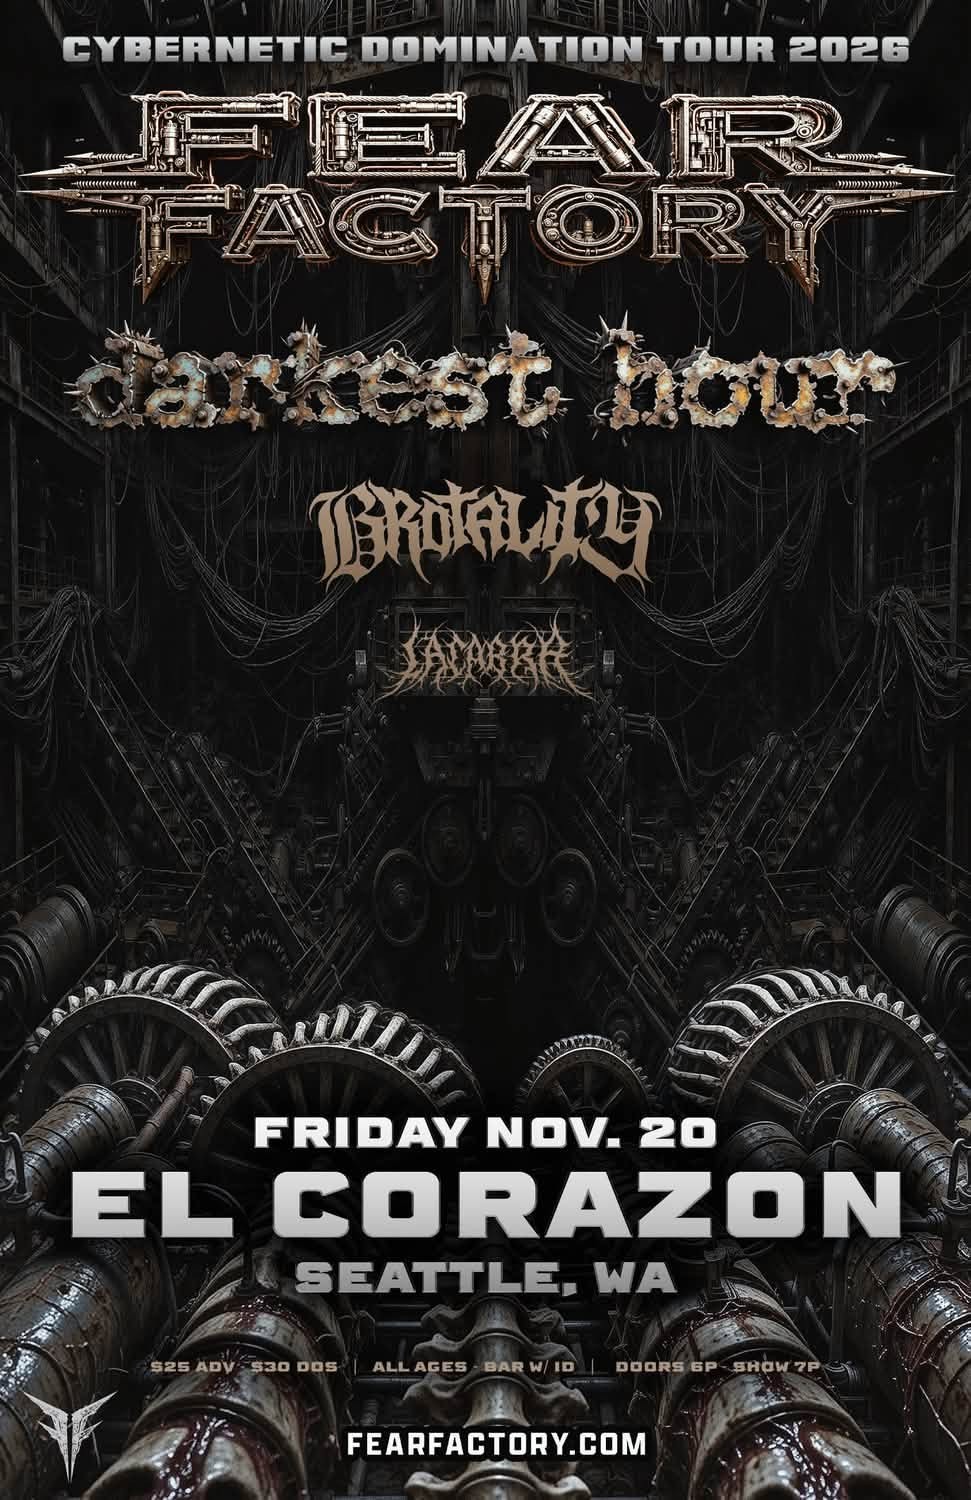 CYBERNETIC DOMINATION TOUR 2026
FEAR
FACTORY
darkest hour
BRUTALITY
LACABRA
FRIDAY NOV. 20
EL CORAZON
SEATTLE, WA
$25 ADV - $30 DOS | ALL AGES - BAR W/ ID | DOORS 6P - SHOW 7P
FEARFACTORY.COM